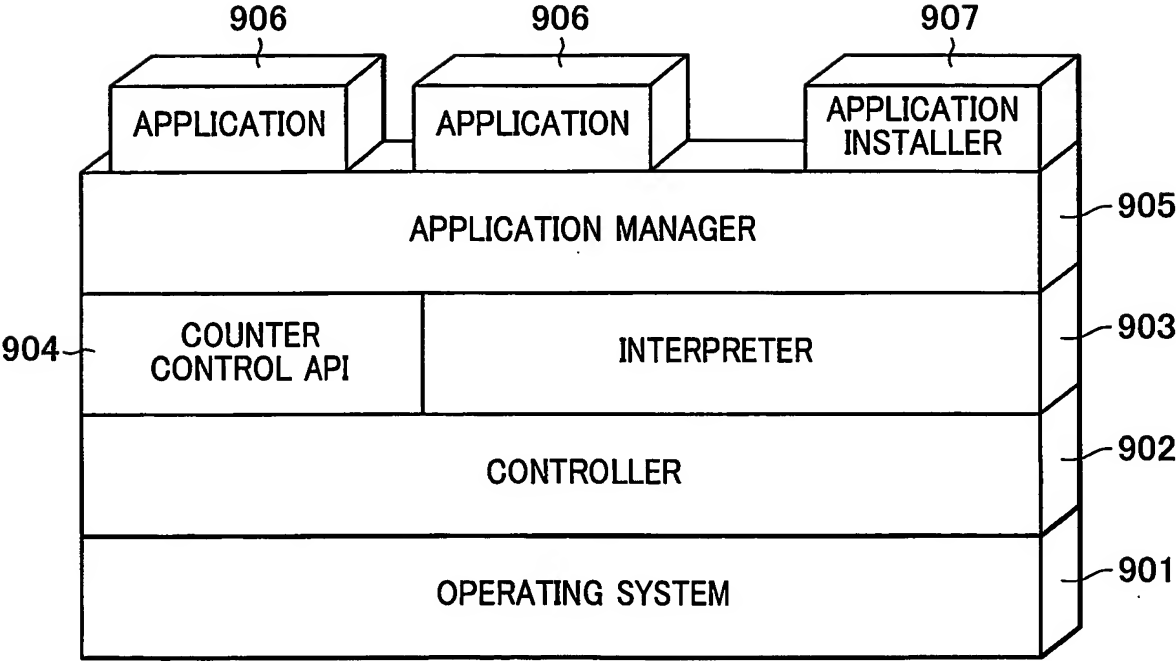 906
906
907
APPLICATION
APPLICATION
APPLICATION
INSTALLER
905
APPLICATION MANAGER
904
COUNTER
CONTROL API
INTERPRETER
903
CONTROLLER
902
OPERATING SYSTEM
901